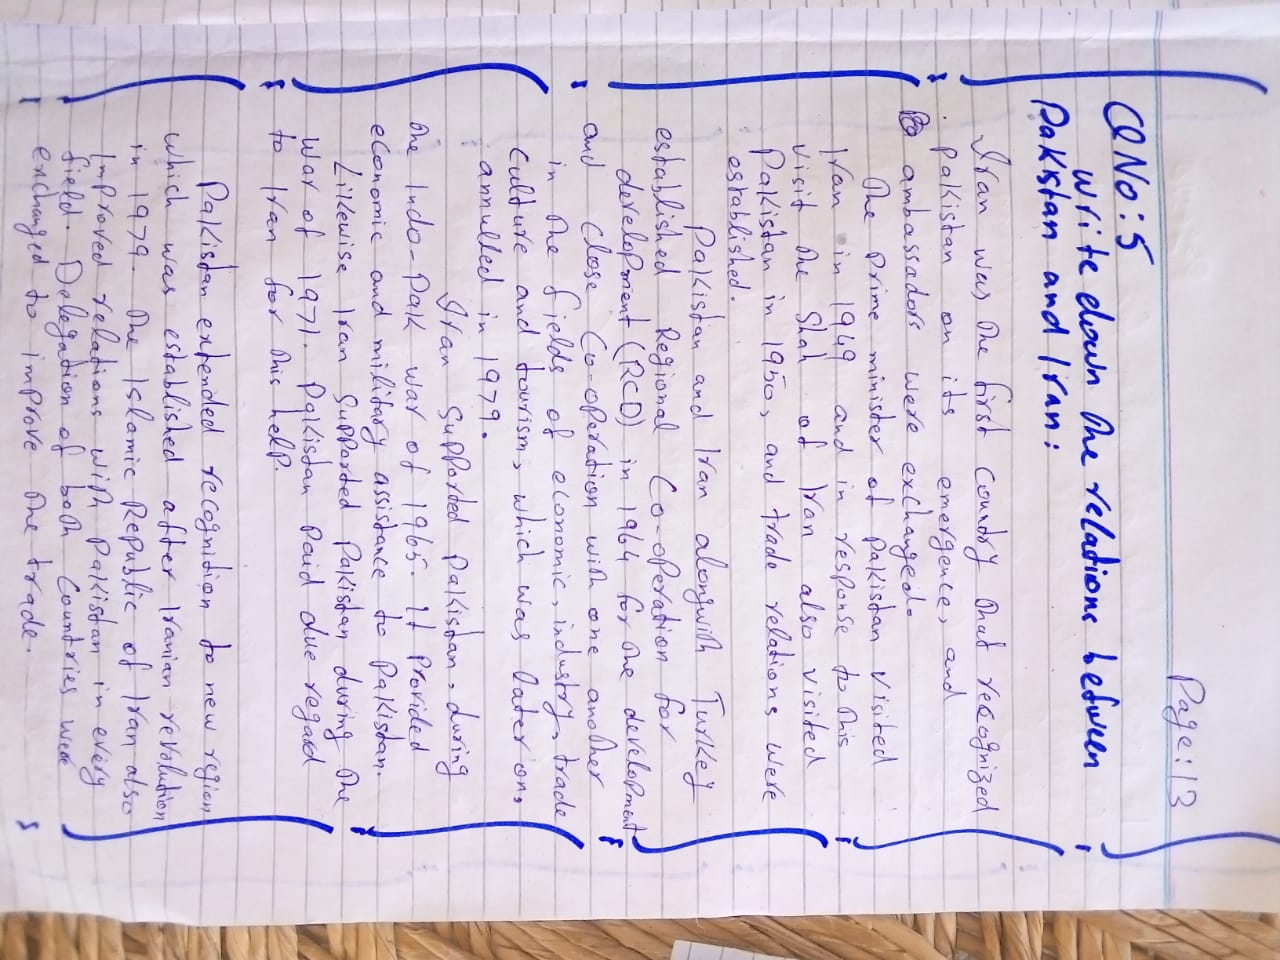 Page:13
QNo:5
write down the relations between
Pakistan and Iran:
Iran was the first country that recognized
Pakistan on its emergence, and
ambassadors were exchanged.
The prime minister of Pakistan visited
Iran in 1949 and in response to this
visit the Shah of Iran also visited
Pakistan in 1950, and trade relations were
established.
Pakistan and Iran alongwith Turkey
established Regional Co-operation for
development (RCD) in 1964 for the development
and close Co-operation with one another
in the fields of economic, industry, trade
culture and tourism, which was later on,
annulled in 1979.
Iran Supported Pakistan, during
the Indo-Pak war of 1965. It Provided
economic and military assistance to Pakistan.
Likewise Iran Supported Pakistan during the
war of 1971. Pakistan Paid due regard
to Iran for this help.
Pakistan extended recognition to new region
which was established after Iranian revolution
in 1979. The Islamic Republic of Iran also
Improved relations with Pakistan in every
field. Delegation of both Countries were
exchanged to improve the trade.